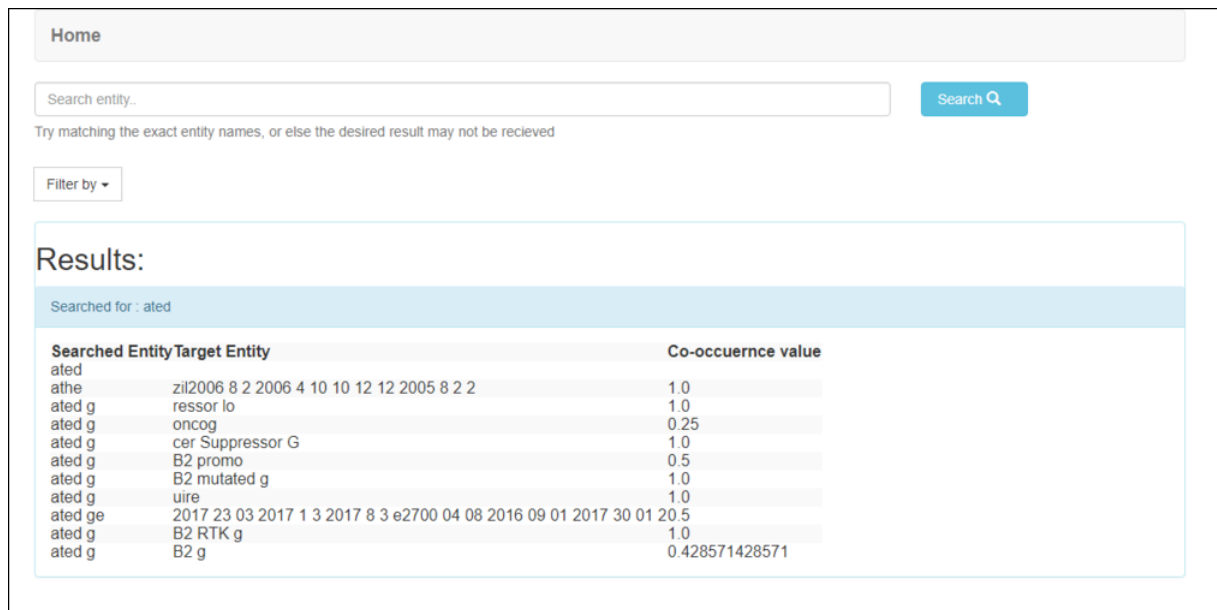 Home
Search entity..
Search
Try matching the exact entity names, or else the desired result may not be recieved
Filter by
Results:
Searched for : ated
Searched Entity Target Entity Co-occuernce value
ated
athe zil2006 8 2 2006 4 10 10 12 12 2005 8 2 2 1.0
ated g ressor lo 1.0
ated g oncog 0.25
ated g cer Suppressor G 1.0
ated g B2 promo 0.5
ated g B2 mutated g 1.0
ated g uire 1.0
ated ge 2017 23 03 2017 1 3 2017 8 3 e2700 04 08 2016 09 01 2017 30 01 20.5
ated g B2 RTK g 1.0
ated g B2 g 0.428571428571